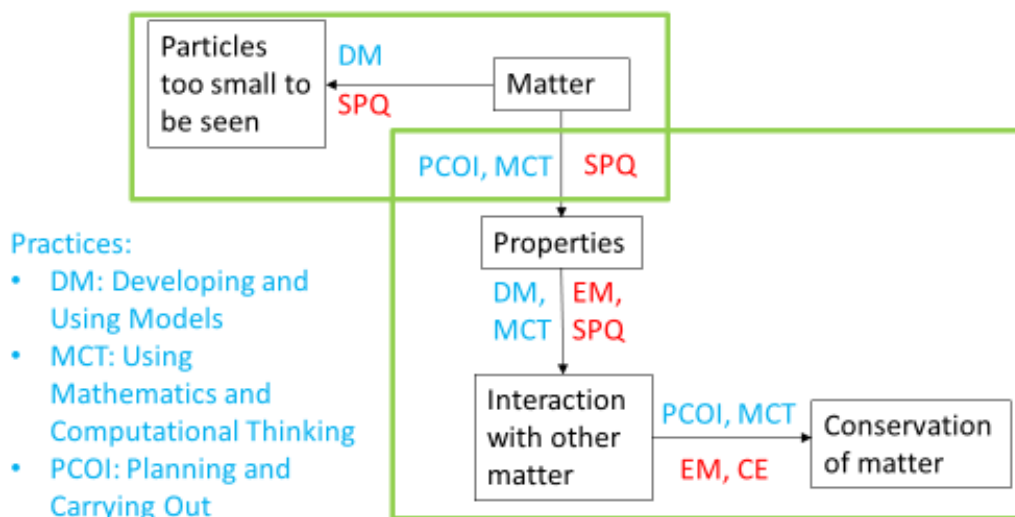 Particles
too small to
be seen
DM
SPQ
Matter
PCOI, MCT
SPQ
Properties
DM,
MCT
EM,
SPQ
Interaction
with other
matter
PCOI, MCT
EM, CE
Conservation
of matter
Practices:
• DM: Developing and
Using Models
• MCT: Using
Mathematics and
Computational Thinking
• PCOI: Planning and
Carrying Out